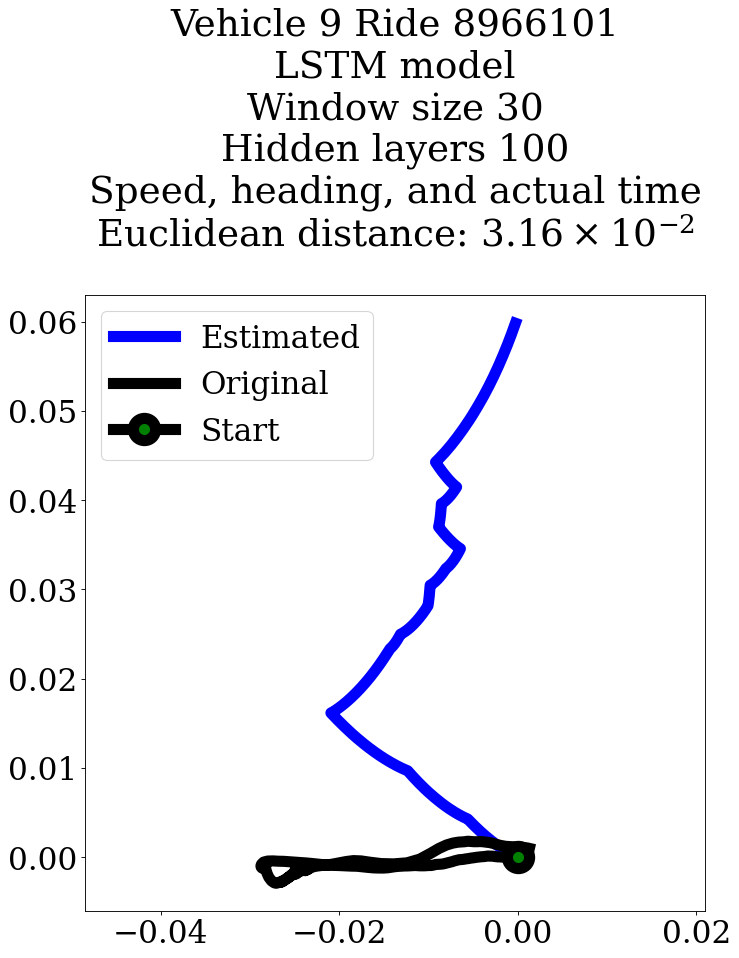 Vehicle 9 Ride 8966101
LSTM model
Window size 30
Hidden layers 100
Speed, heading, and actual time
Euclidean distance: 3.16 × 10⁻²
Estimated
Original
Start
0.06
0.05
0.04
0.03
0.02
0.01
0.00
−0.04
−0.02
0.00
0.02